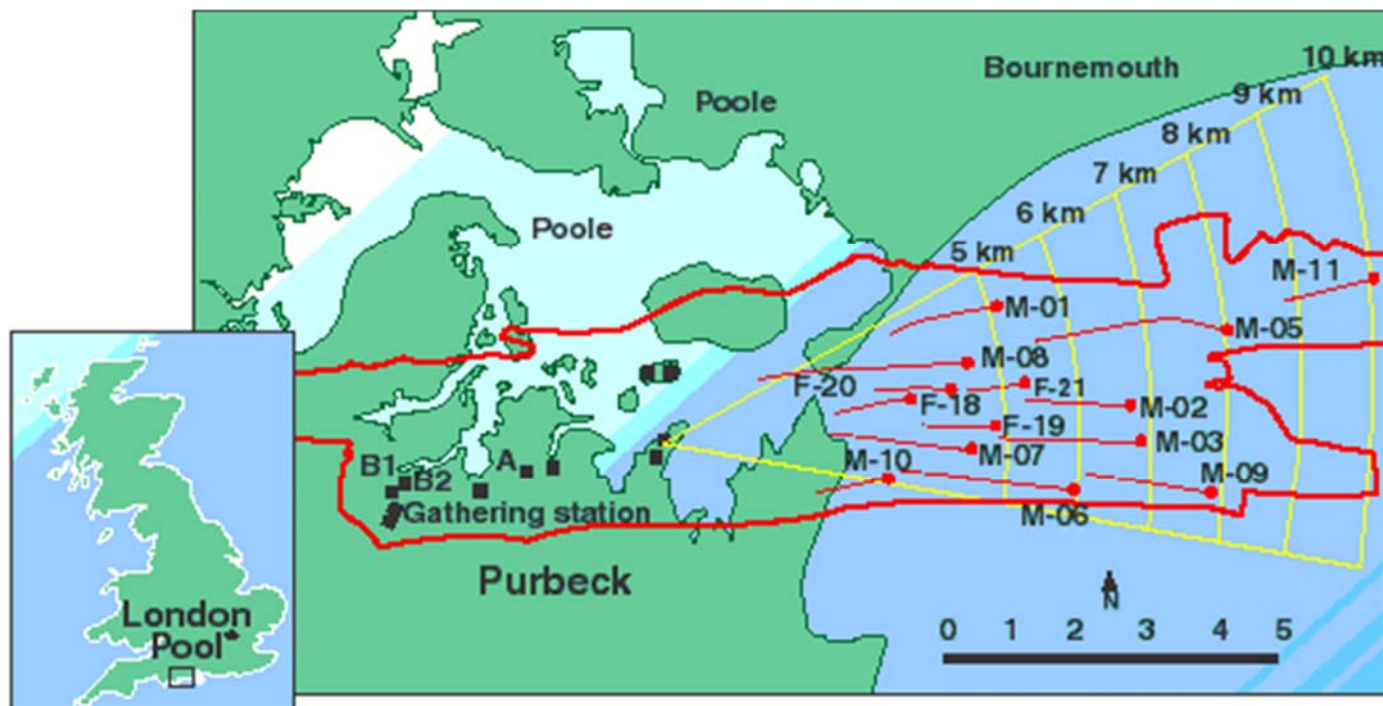 10 km
Bournemouth
9 km
Poole
8 km
7 km
6 km
Poole
5 km
M-11
M-01
M-05
M-08
F-20
F-21
F-18
M-02
F-19
M-03
M-07
A
M-10
B1
B2
M-09
Gathering station
M-06
Purbeck
N
London
Pool
0 1 2 3 4 5